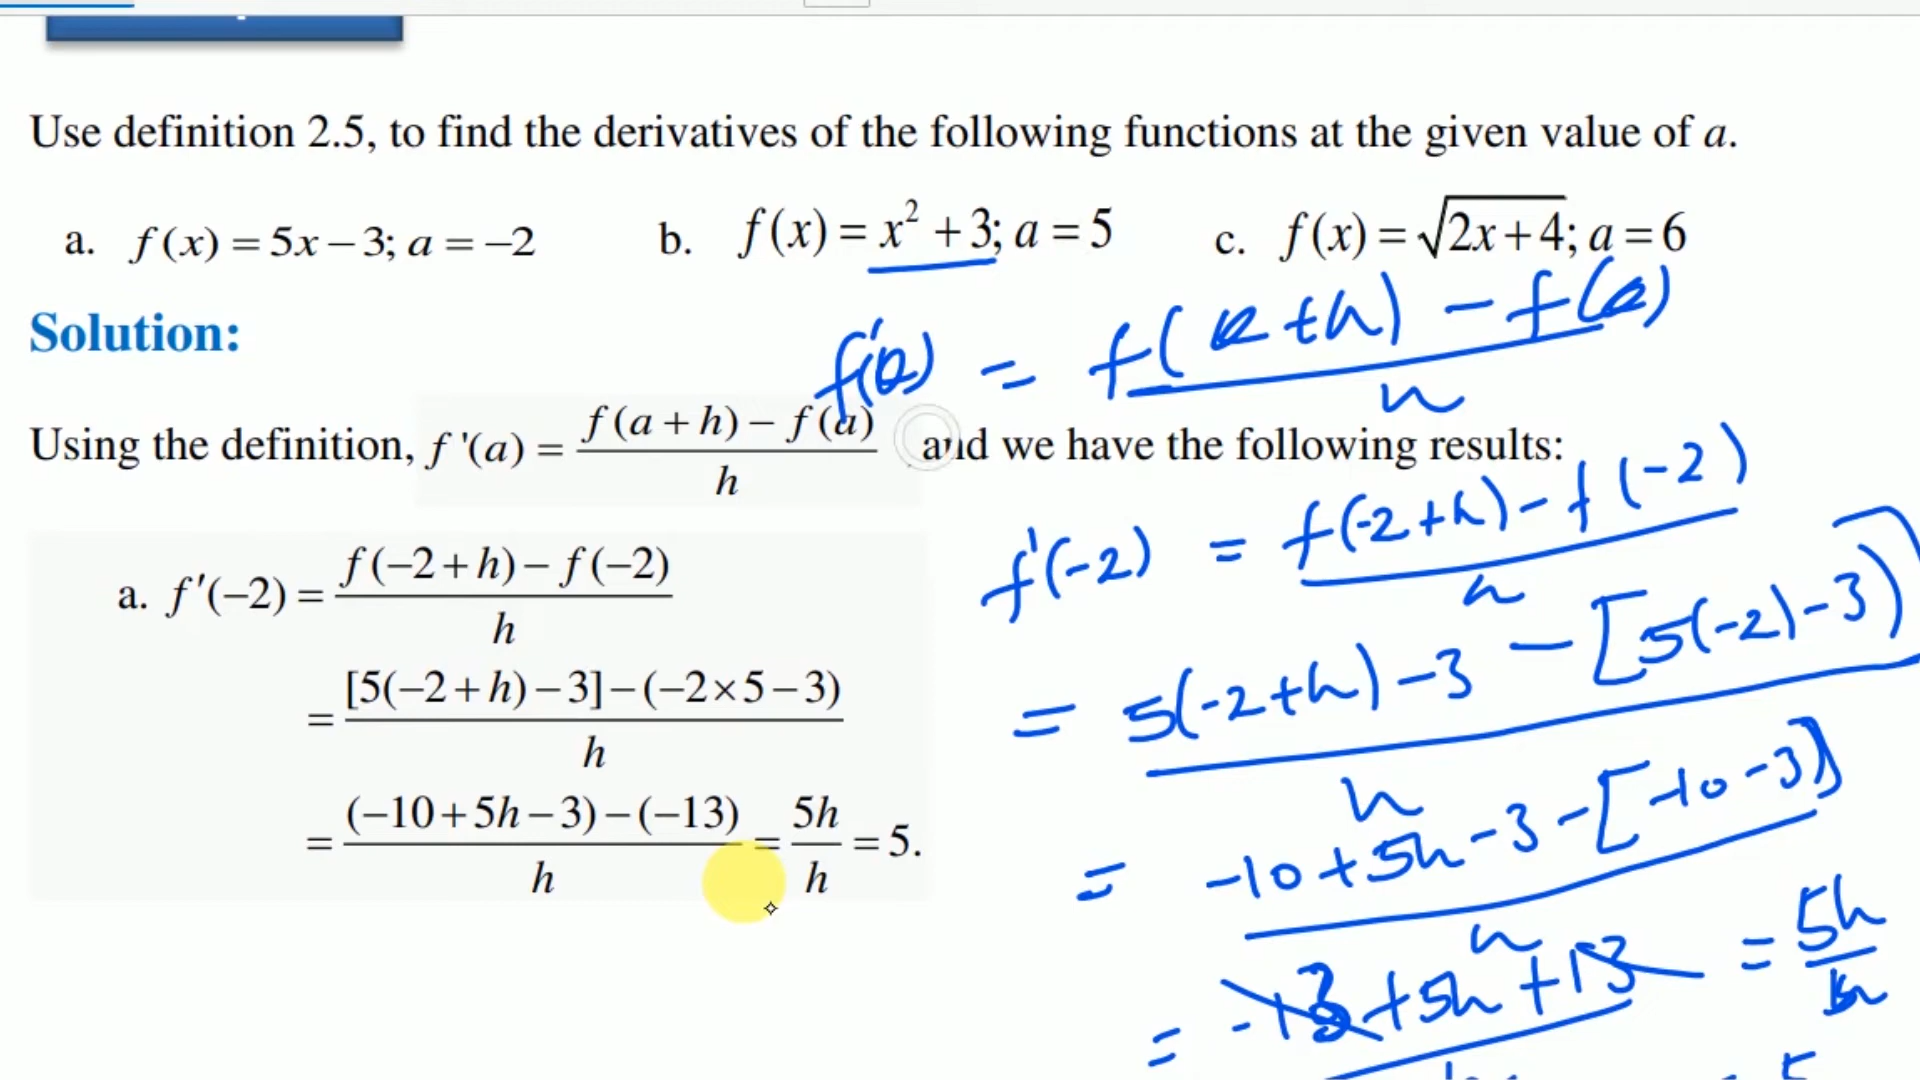 Use definition 2.5, to find the derivatives of the following functions at the given value of a.
a. f(x) = 5x − 3; a = −2 b. f(x) = x² + 3; a = 5 c. f(x) = √(2x + 4); a = 6
Solution:
f'(a) = (f(a + h) − f(a)) / h
Using the definition, f '(a) = (f(a + h) − f(a)) / h and we have the following results:
a. f′(−2) = (f(−2 + h) − f(−2)) / h
= ([5(−2 + h) − 3] − (−2 × 5 − 3)) / h
= ((−10 + 5h − 3) − (−13)) / h = 5h / h = 5.
f'(-2) = (f(-2+h) - f(-2)) / h
= (5(-2+h) - 3 - [5(-2) - 3]) / h
= (-10 + 5h - 3 - [-10 - 3]) / h
= -13 + 5h + 13 = 5h / h